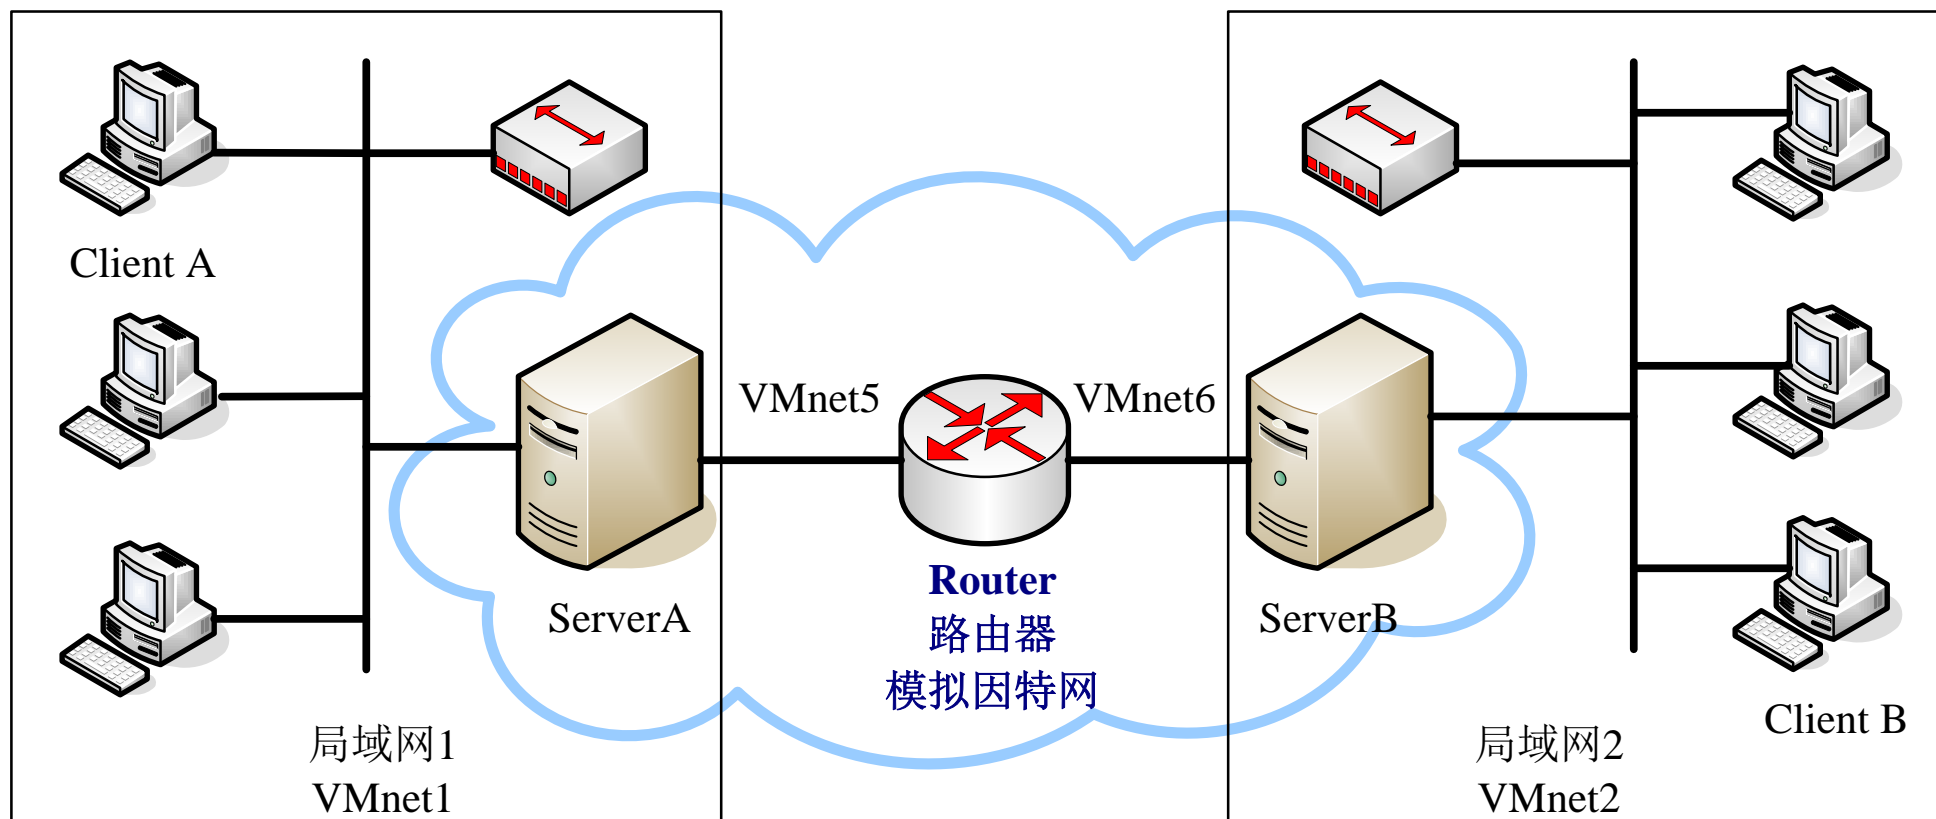 Client A
VMnet5
VMnet6
ServerA
Router
路由器
模拟因特网
ServerB
Client B
局域网1
VMnet1
局域网2
VMnet2